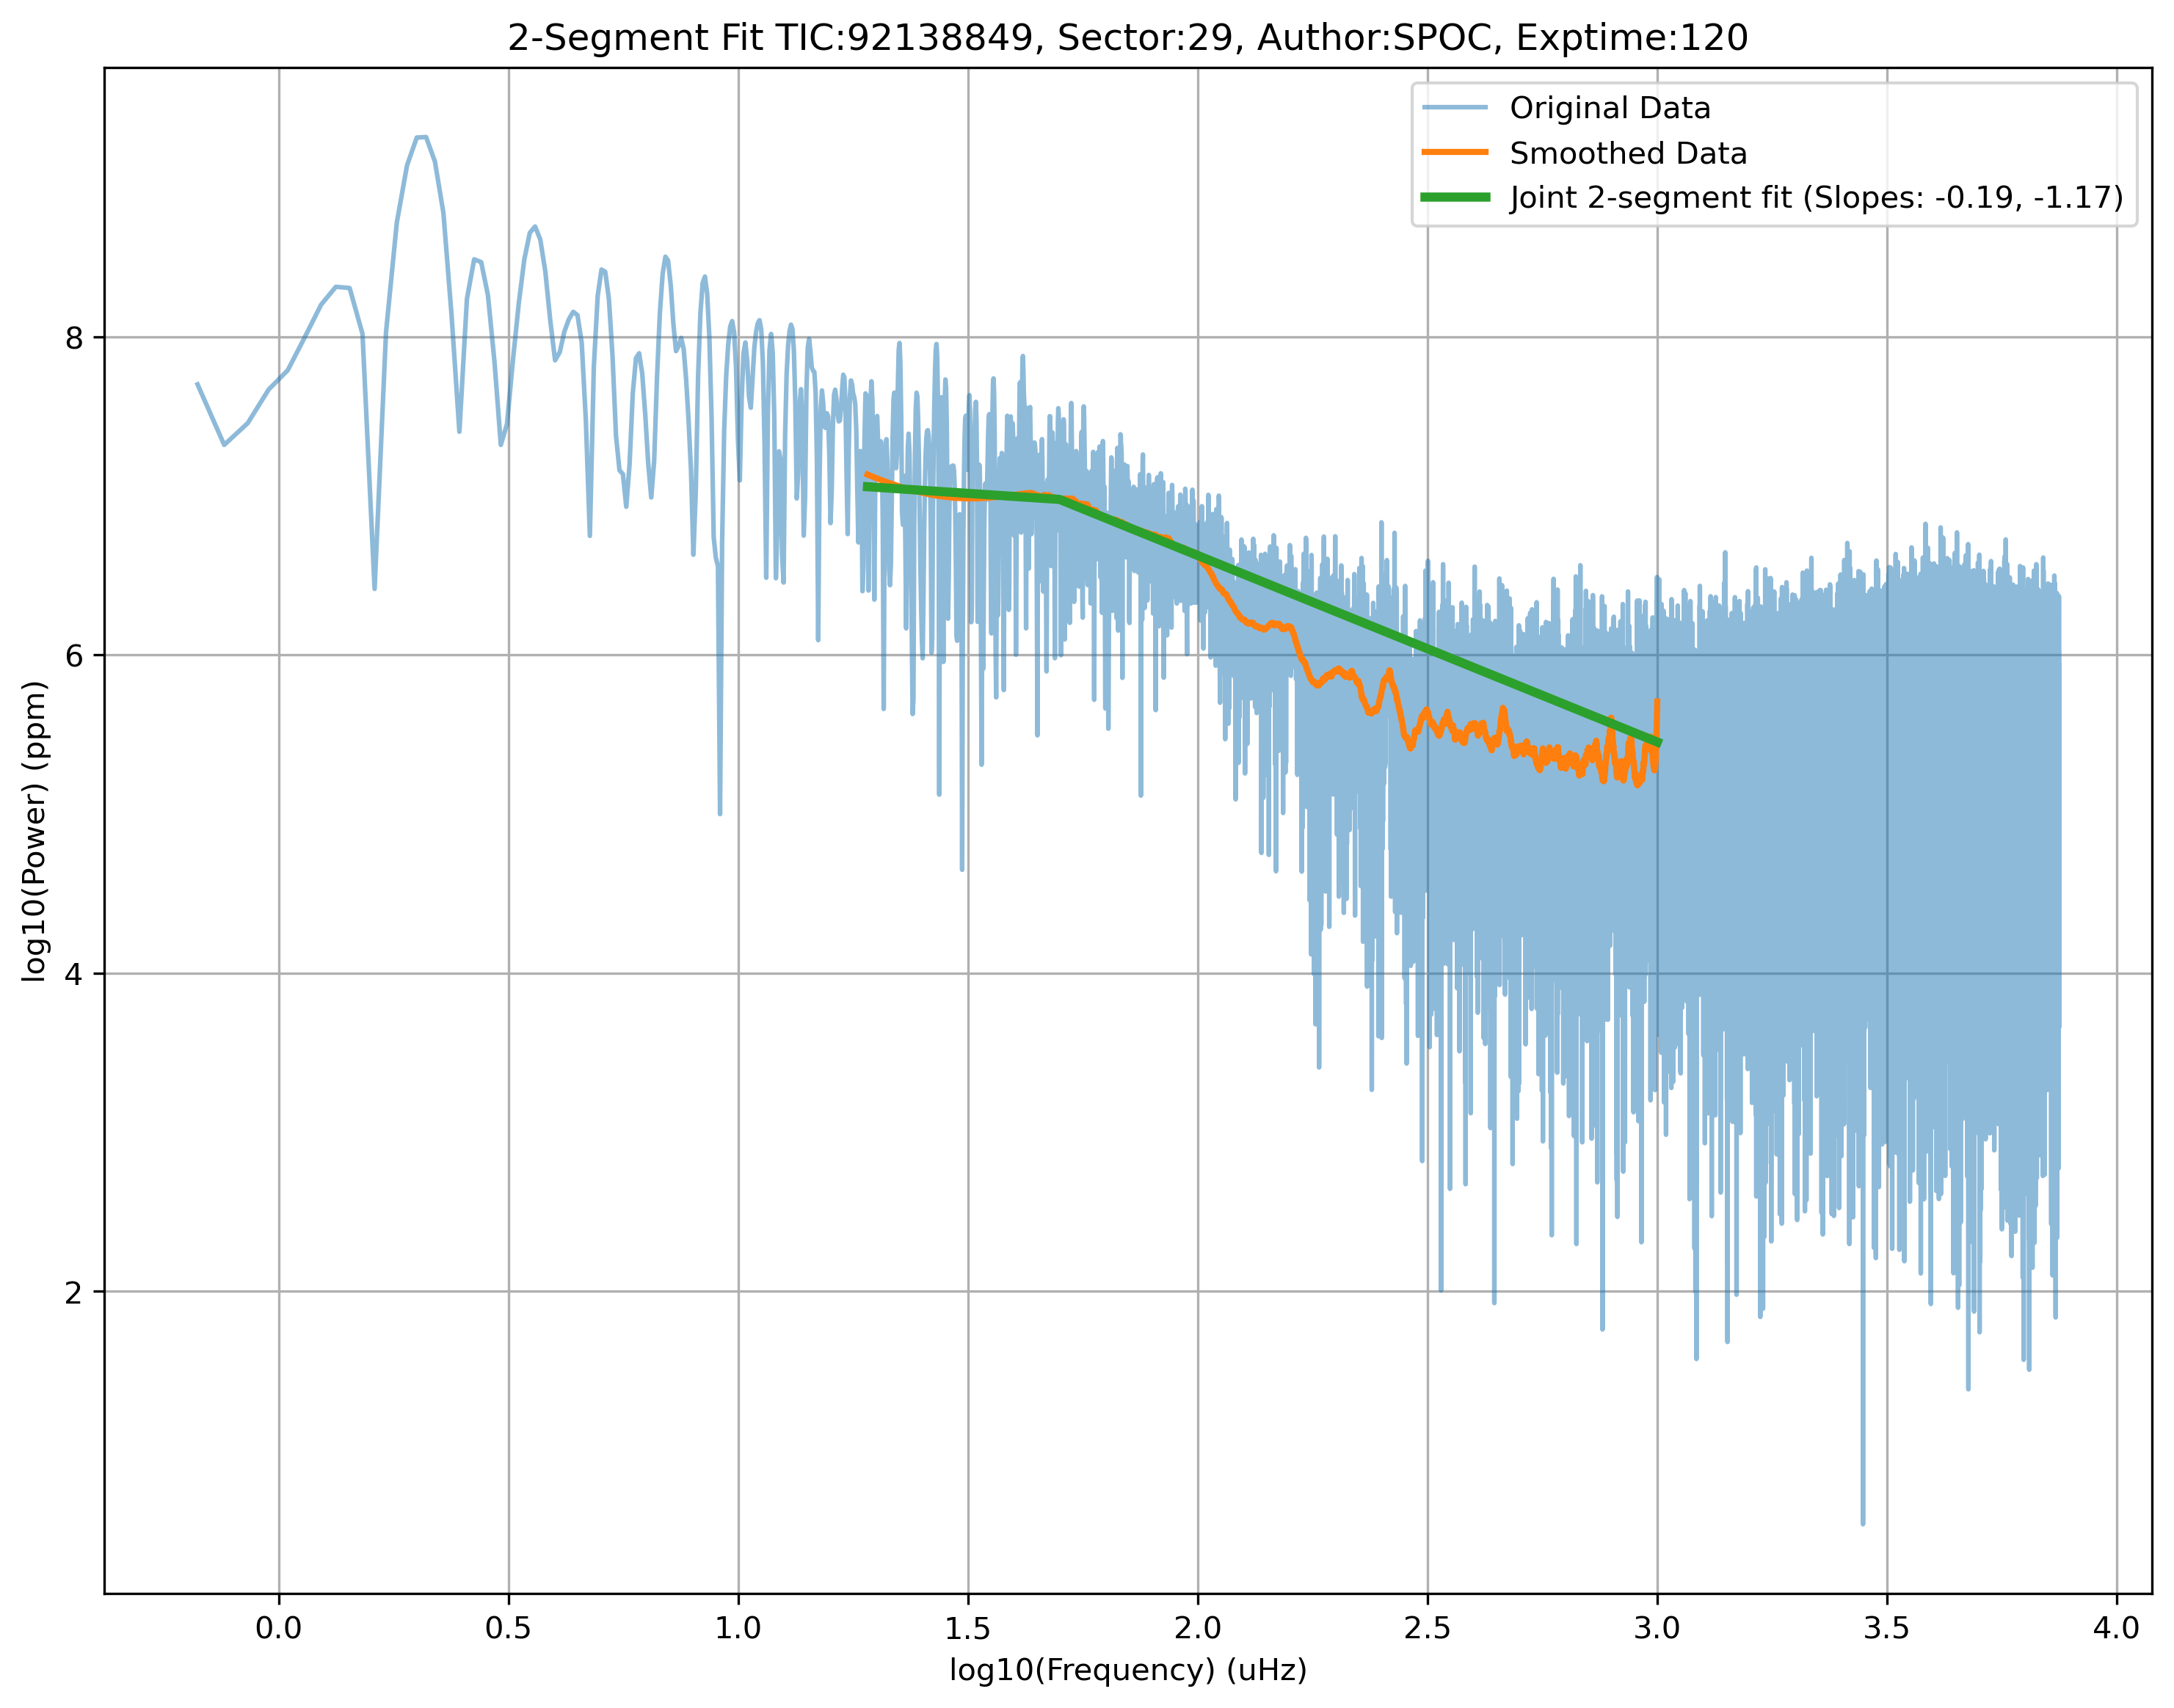 2-Segment Fit TIC:92138849, Sector:29, Author:SPOC, Exptime:120
Original Data
Smoothed Data
Joint 2-segment fit (Slopes: -0.19, -1.17)
log10(Power) (ppm)
8
6
4
2
0.0 0.5 1.0 1.5 2.0 2.5 3.0 3.5 4.0
log10(Frequency) (uHz)